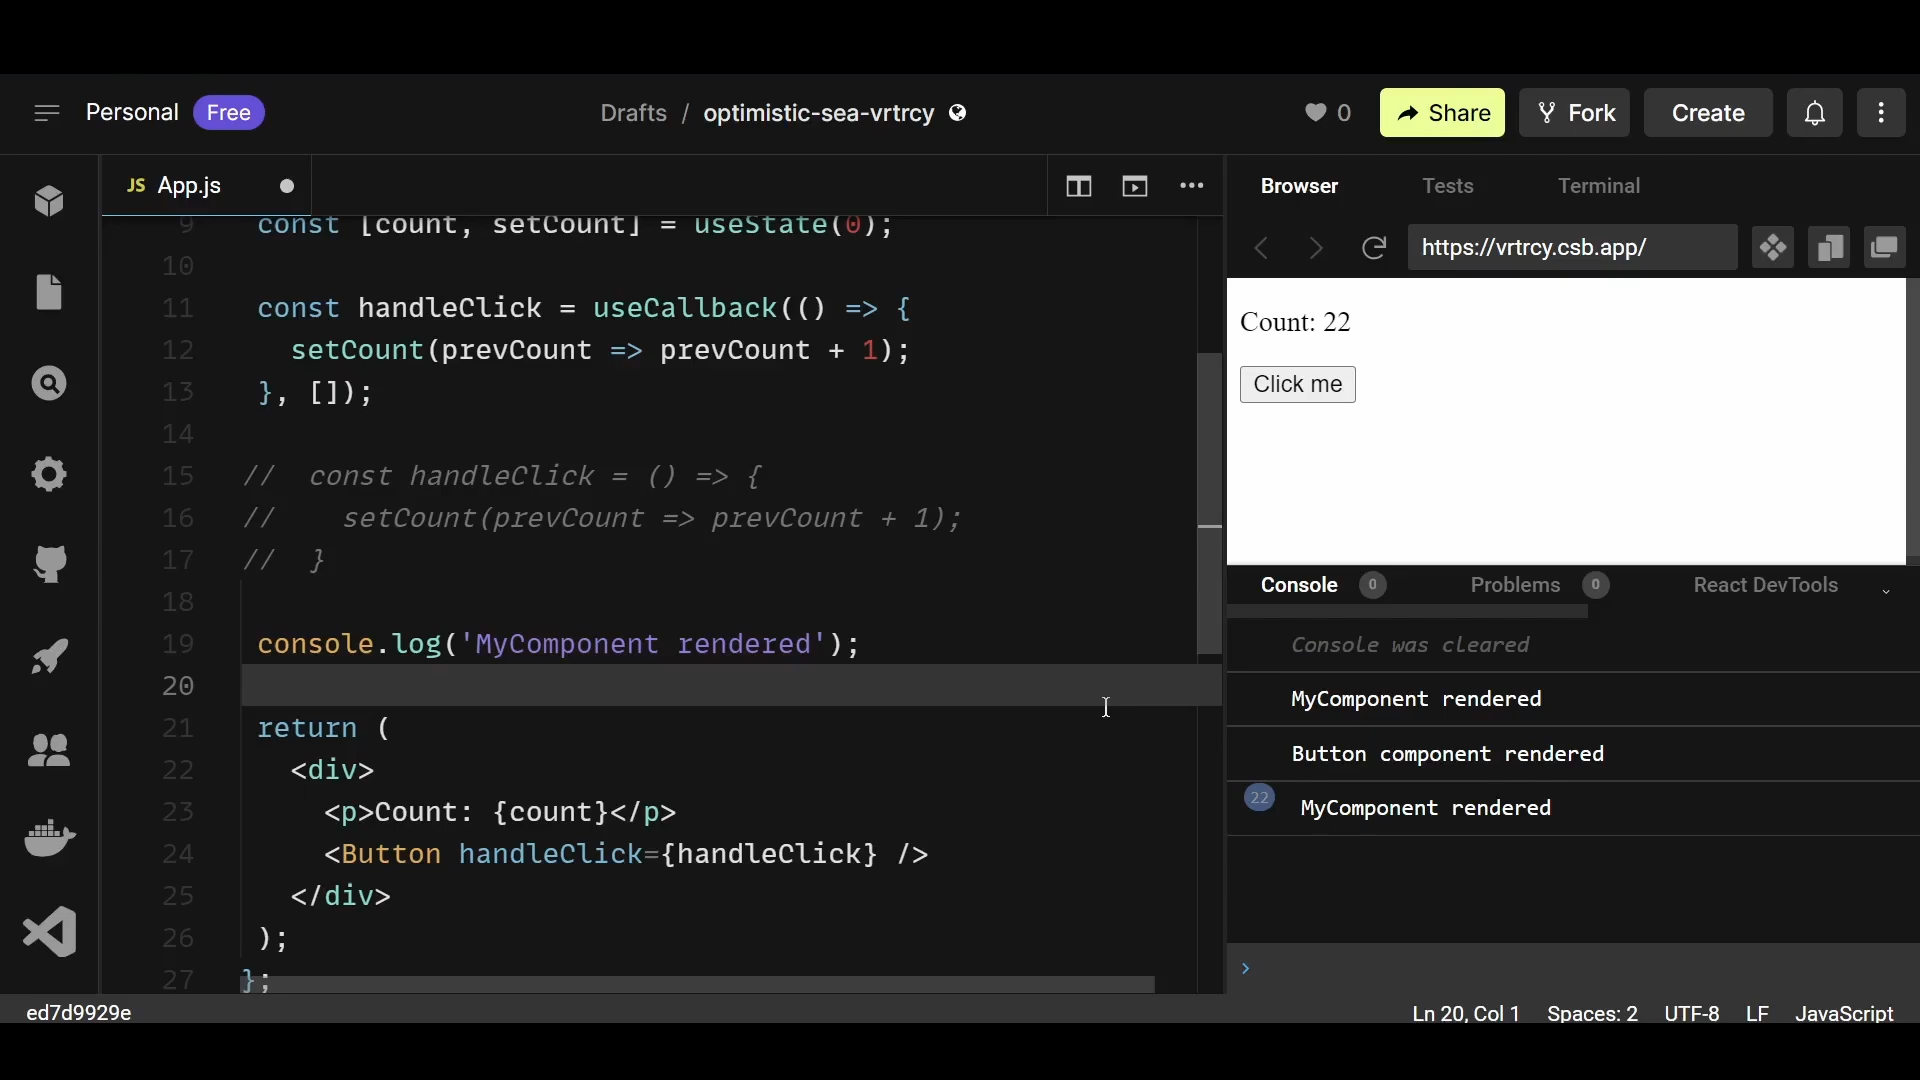 Personal Free
Drafts / optimistic-sea-vrtrcy
0 Share Fork Create
JS App.js
Browser Tests Terminal
https://vrtrcy.csb.app/
9 const [count, setCount] = useState(0);
10
11 const handleClick = useCallback(() => {
12 setCount(prevCount => prevCount + 1);
13 }, []);
14
15 // const handleClick = () => {
16 // setCount(prevCount => prevCount + 1);
17 // }
18
19 console.log('MyComponent rendered');
20
21 return (
22 <div>
23 <p>Count: {count}</p>
24 <Button handleClick={handleClick} />
25 </div>
26 );
27 };
Count: 22
Click me
Console 0 Problems 0 React DevTools
Console was cleared
MyComponent rendered
Button component rendered
22 MyComponent rendered
ed7d9929e
Ln 20, Col 1 Spaces: 2 UTF-8 LF JavaScript